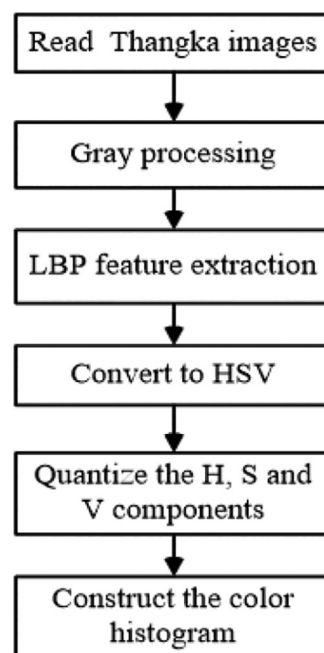 Read Thangka images
Gray processing
LBP feature extraction
Convert to HSV
Quantize the H, S and
V components
Construct the color
histogram